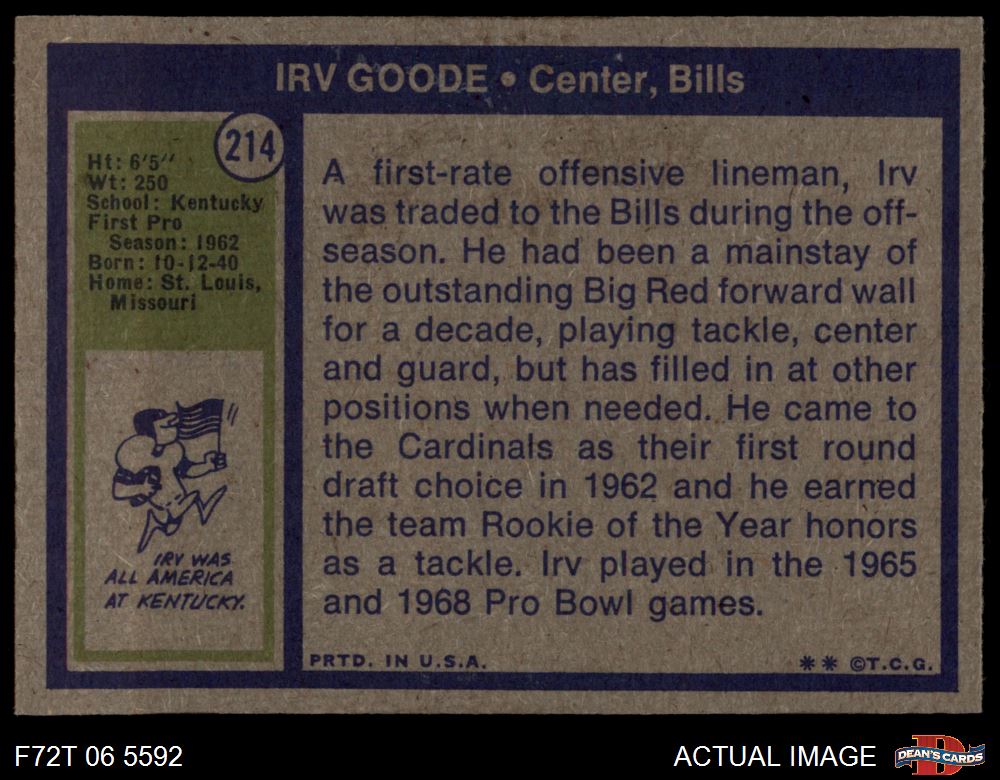 IRV GOODE • Center, Bills
214
Ht: 6'5"
Wt: 250
School: Kentucky
First Pro
Season: 1962
Born: 10-12-40
Home: St. Louis,
Missouri
IRV WAS
ALL AMERICA
AT KENTUCKY.
A first-rate offensive lineman, Irv
was traded to the Bills during the off-
season. He had been a mainstay of
the outstanding Big Red forward wall
for a decade, playing tackle, center
and guard, but has filled in at other
positions when needed. He came to
the Cardinals as their first round
draft choice in 1962 and he earned
the team Rookie of the Year honors
as a tackle. Irv played in the 1965
and 1968 Pro Bowl games.
PRTD. IN U.S.A.
** ©T.C.G.
F72T 06 5592
ACTUAL IMAGE
DEAN'S CARDS